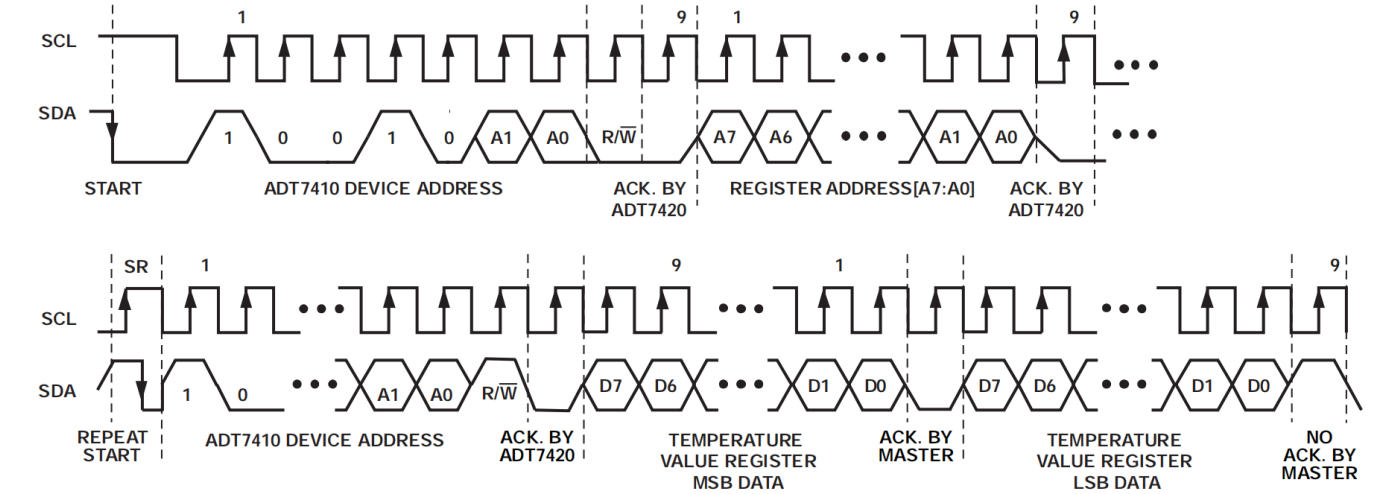 1 9 1 9
SCL
SDA
1 0 0 1 0 A1 A0 R/W̅ A7 A6 A1 A0
START ADT7410 DEVICE ADDRESS ACK. BY REGISTER ADDRESS[A7:A0] ACK. BY
ADT7420 ADT7420
SR 1 9 1 9
SCL
SDA
1 0 A1 A0 R/W̅ D7 D6 D1 D0 D7 D6 D1 D0
REPEAT ADT7410 DEVICE ADDRESS ACK. BY TEMPERATURE ACK. BY TEMPERATURE NO
START ADT7420 VALUE REGISTER MASTER VALUE REGISTER ACK. BY
MSB DATA LSB DATA MASTER